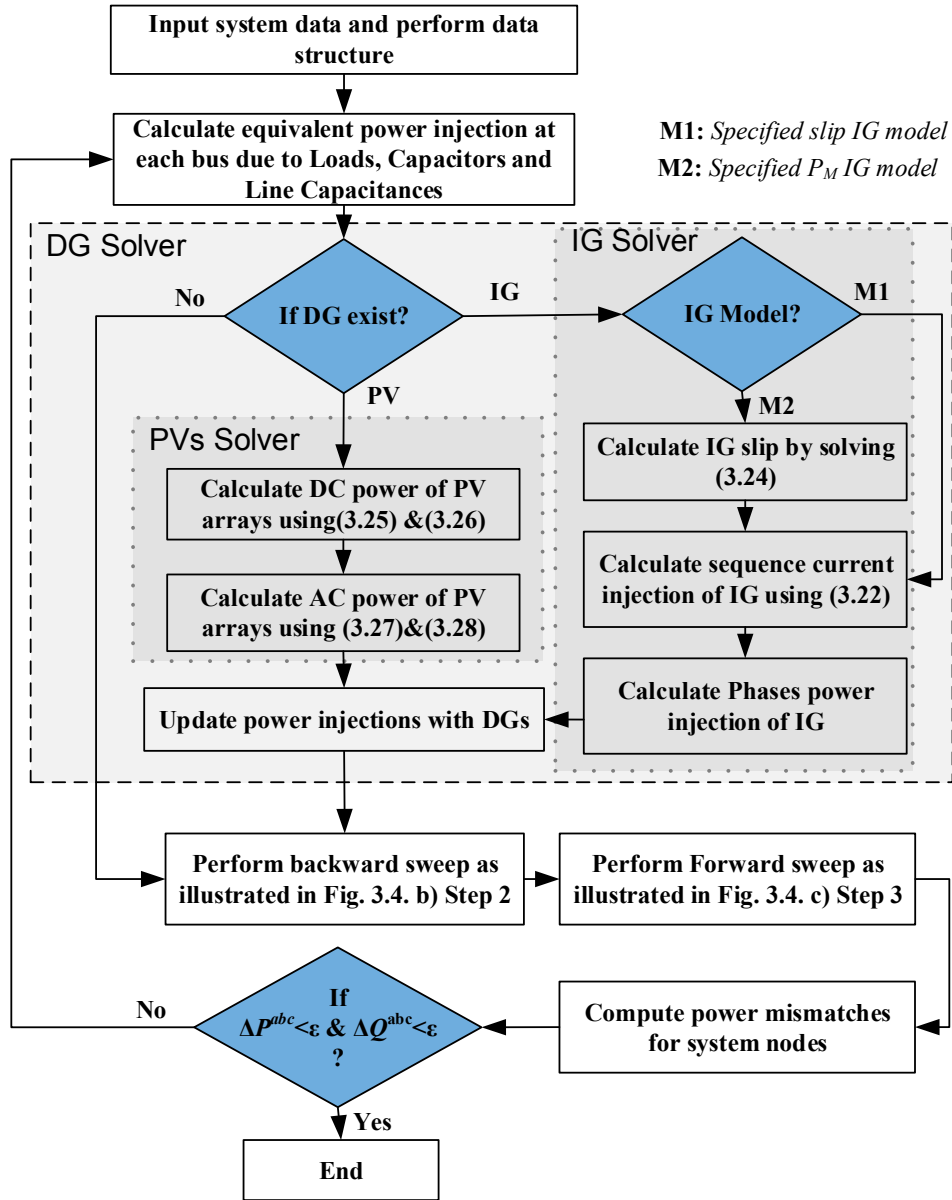 Input system data and perform data
structure
Calculate equivalent power injection at
each bus due to Loads, Capacitors and
Line Capacitances
M1: Specified slip IG model
M2: Specified PM IG model
DG Solver
IG Solver
No
If DG exist?
IG
IG Model?
M1
PV
M2
PVs Solver
Calculate DC power of PV
arrays using(3.25) &(3.26)
Calculate AC power of PV
arrays using (3.27)&(3.28)
Calculate IG slip by solving
(3.24)
Calculate sequence current
injection of IG using (3.22)
Calculate Phases power
injection of IG
Update power injections with DGs
Perform backward sweep as
illustrated in Fig. 3.4. b) Step 2
Perform Forward sweep as
illustrated in Fig. 3.4. c) Step 3
Compute power mismatches
for system nodes
No
If
ΔPabc<ε & ΔQabc<ε
?
Yes
End